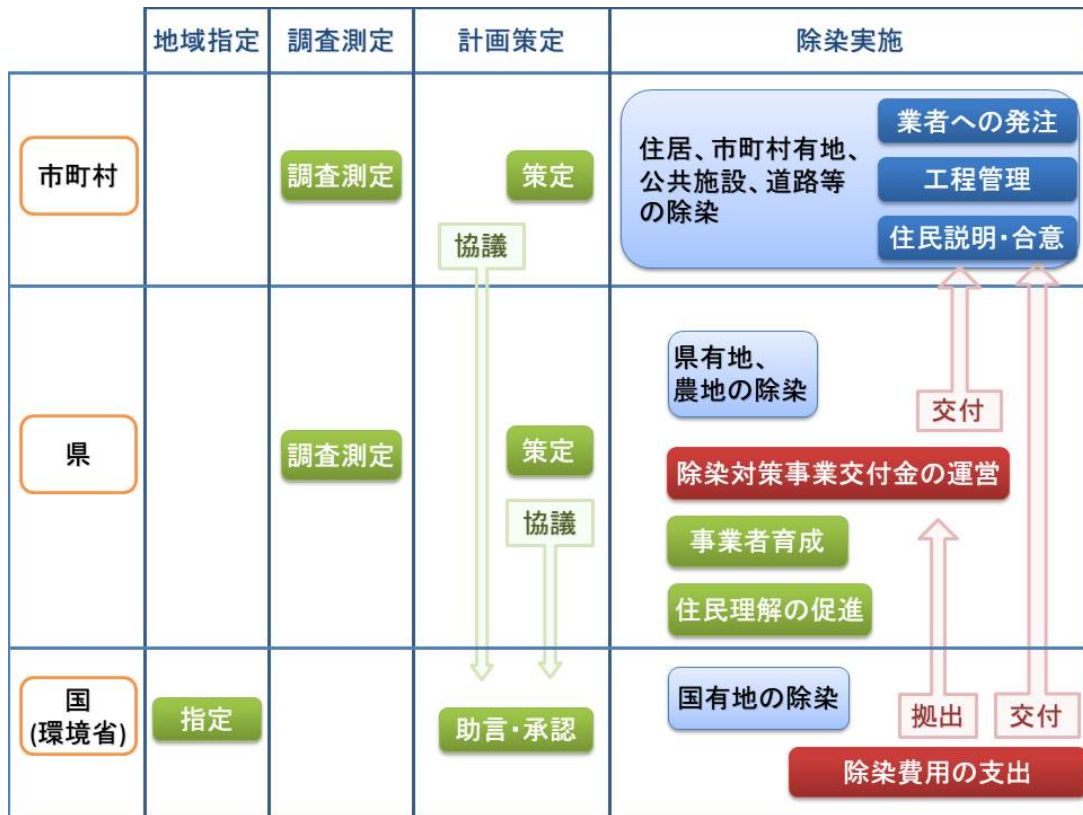 地域指定
調査測定
計画策定
除染実施
市町村
調査測定
策定
協議
住居、市町村有地、
公共施設、道路等
の除染
業者への発注
工程管理
住民説明・合意
県
調査測定
策定
協議
県有地、
農地の除染
交付
除染対策事業交付金の運営
事業者育成
住民理解の促進
国
(環境省)
指定
助言・承認
国有地の除染
拠出
交付
除染費用の支出